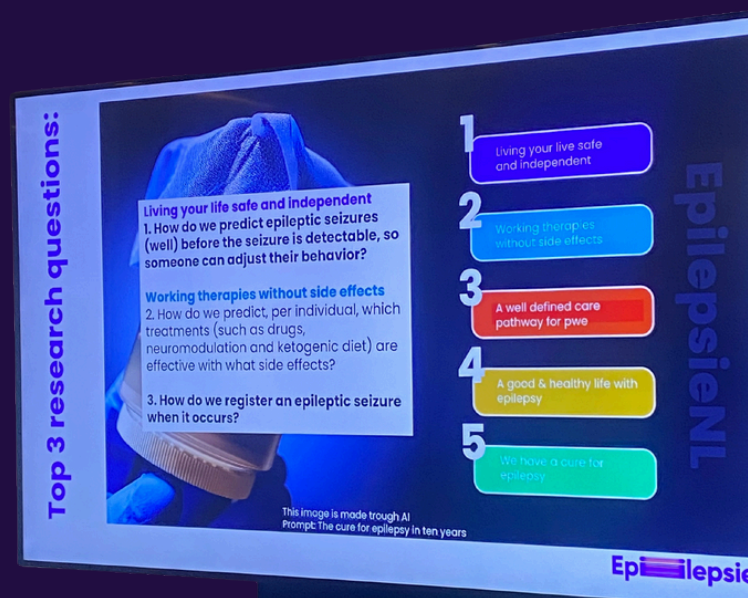 Top 3 research questions:
Living your life safe and independent
1. How do we predict epileptic seizures
(well) before the seizure is detectable, so
someone can adjust their behavior?
Working therapies without side effects
2. How do we predict, per individual, which
treatments (such as drugs,
neuromodulation and ketogenic diet) are
effective with what side effects?
3. How do we register an epileptic seizure
when it occurs?
This image is made trough AI
Prompt: The cure for epilepsy in ten years
1
Living your live safe
and independent
2
Working therapies
without side effects
3
A well defined care
pathway for pwe
4
A good & healthy life with
epilepsy
5
We have a cure for
epilepsy
EpilepsieNL